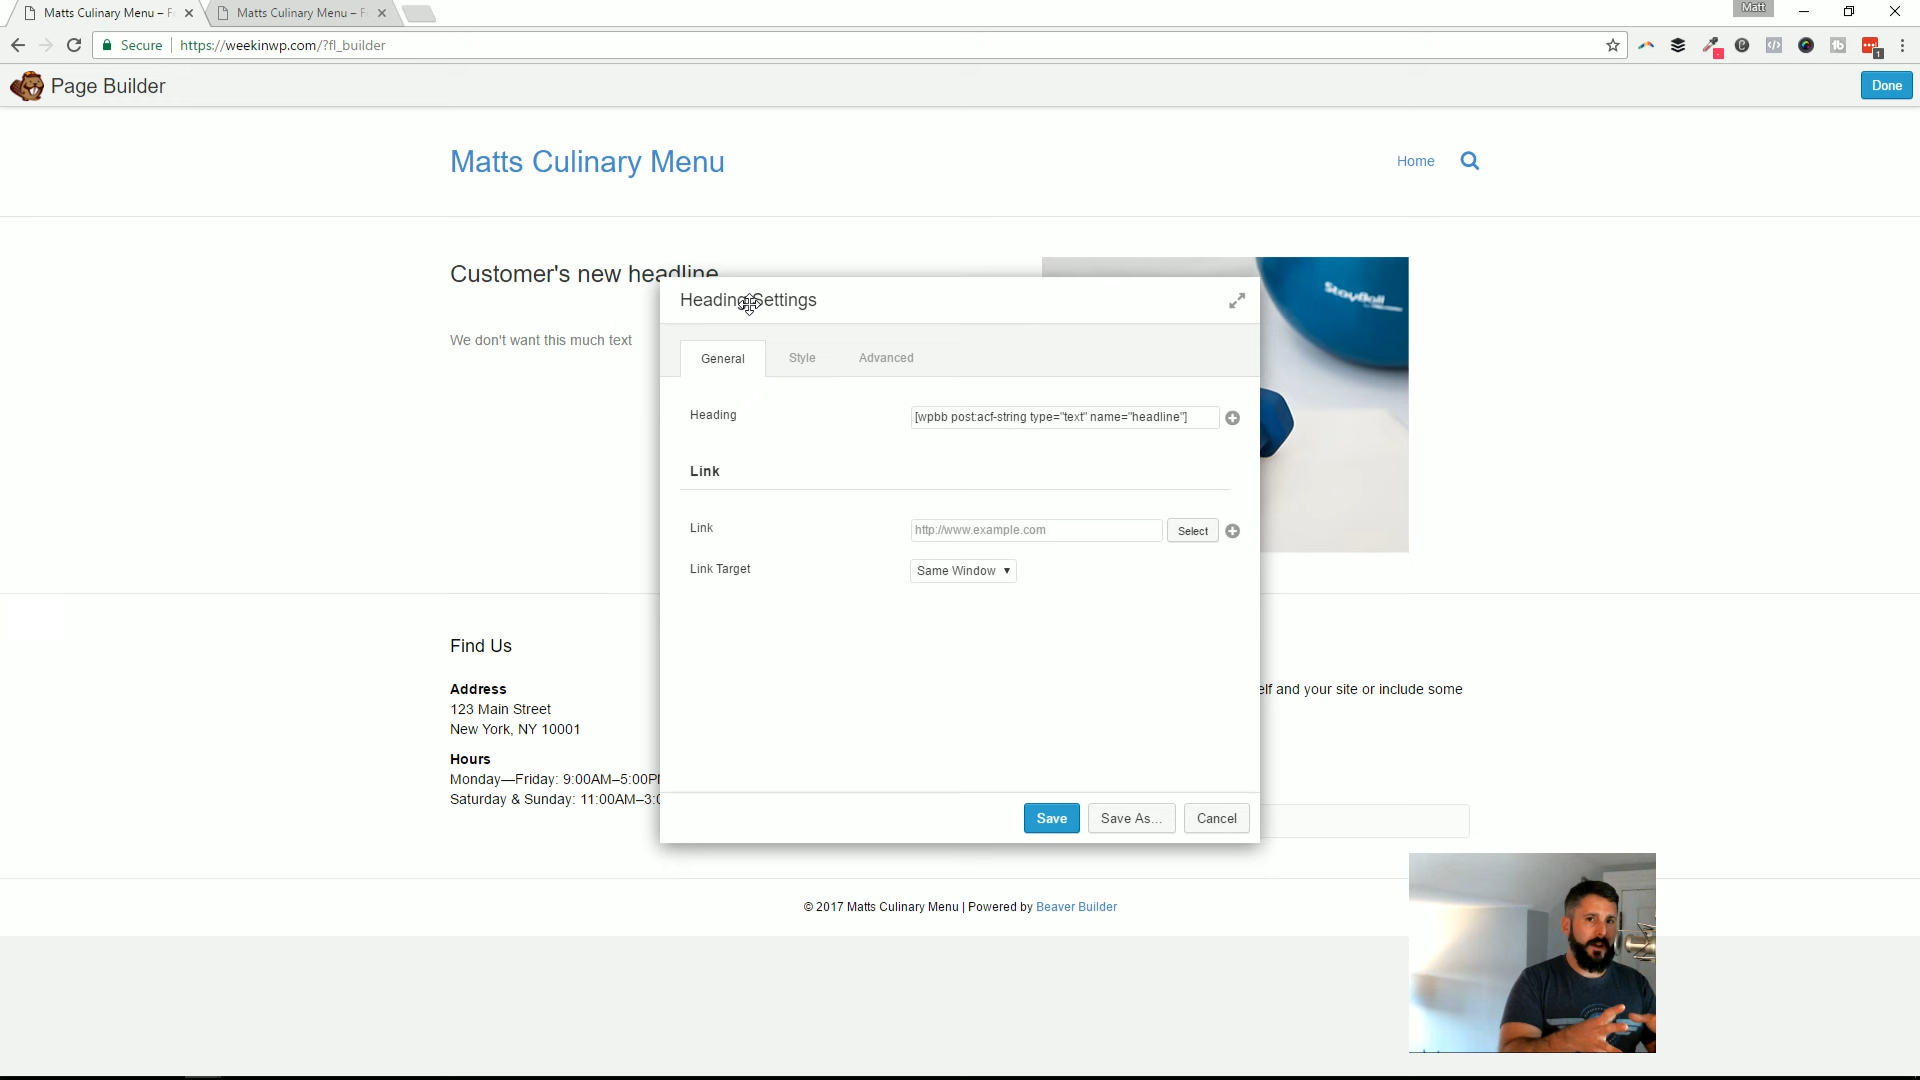 Matts Culinary Menu – F
Matts Culinary Menu – F
Matt
Secure
https://weekinwp.com/?fl_builder
1
Page Builder
Done
Matts Culinary Menu
Home
Customer's new headline
We don't want this much text
StayBall
Heading Settings
General
Style
Advanced
Heading
[wpbb post:acf-string type="text" name="headline"]
Link
Link
http://www.example.com
Select
Link Target
Same Window
Save
Save As...
Cancel
Find Us
Address
123 Main Street
New York, NY 10001
Hours
Monday—Friday: 9:00AM–5:00P
Saturday & Sunday: 11:00AM–3:0
elf and your site or include some
© 2017 Matts Culinary Menu | Powered by Beaver Builder